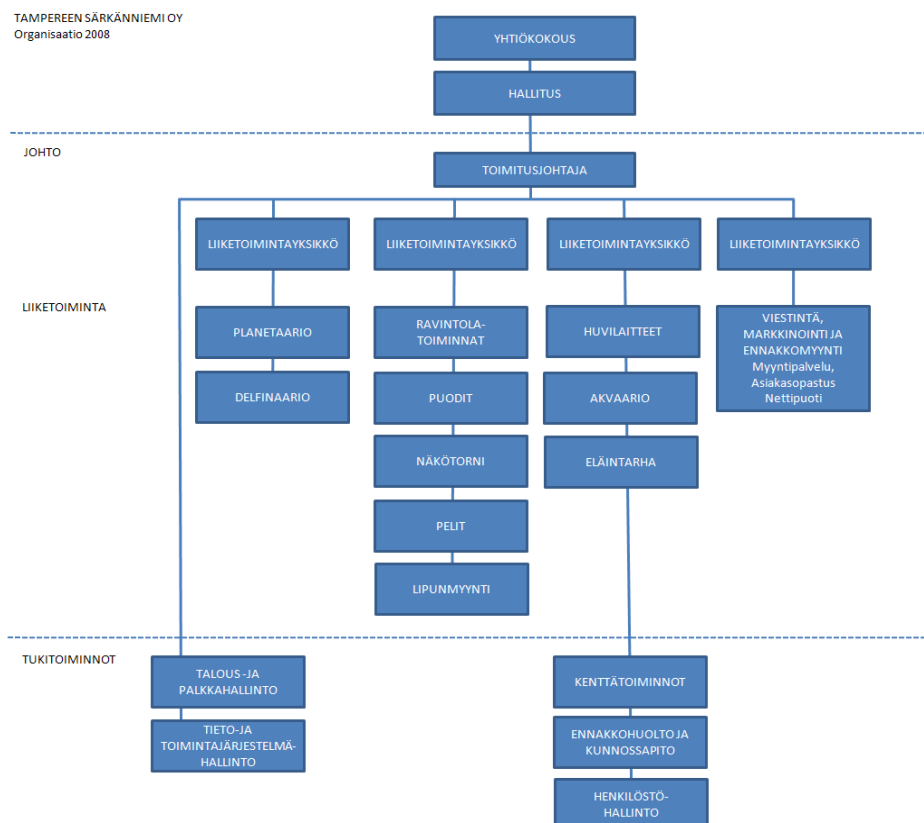 TAMPEREEN SÄRKÄNNIEMI OY
Organisaatio 2008
YHTIÖKOKOUS
HALLITUS
JOHTO
TOIMITUSJOHTAJA
LIIKETOIMINTAYKSIKKÖ
LIIKETOIMINTAYKSIKKÖ
LIIKETOIMINTAYKSIKKÖ
LIIKETOIMINTAYKSIKKÖ
LIIKETOIMINTA
PLANETAARIO
DELFINAARIO
RAVINTOLA-
TOIMINNAT
PUODIT
NÄKÖTORNI
PELIT
LIPUNMYYNTI
HUVILAITTEET
AKVAARIO
ELÄINTARHA
VIESTINTÄ,
MARKKINOINTI JA
ENNAKKOMYYNTI
Myyntipalvelu,
Asiakasopastus
Nettipuoti
TUKITOIMINNOT
TALOUS -JA
PALKKAHALLINTO
TIETO-JA
TOIMINTAJÄRJESTELMÄ-
HALLINTO
KENTTÄTOIMINNOT
ENNAKKOHUOLTO JA
KUNNOSSAPITO
HENKILÖSTÖ-
HALLINTO